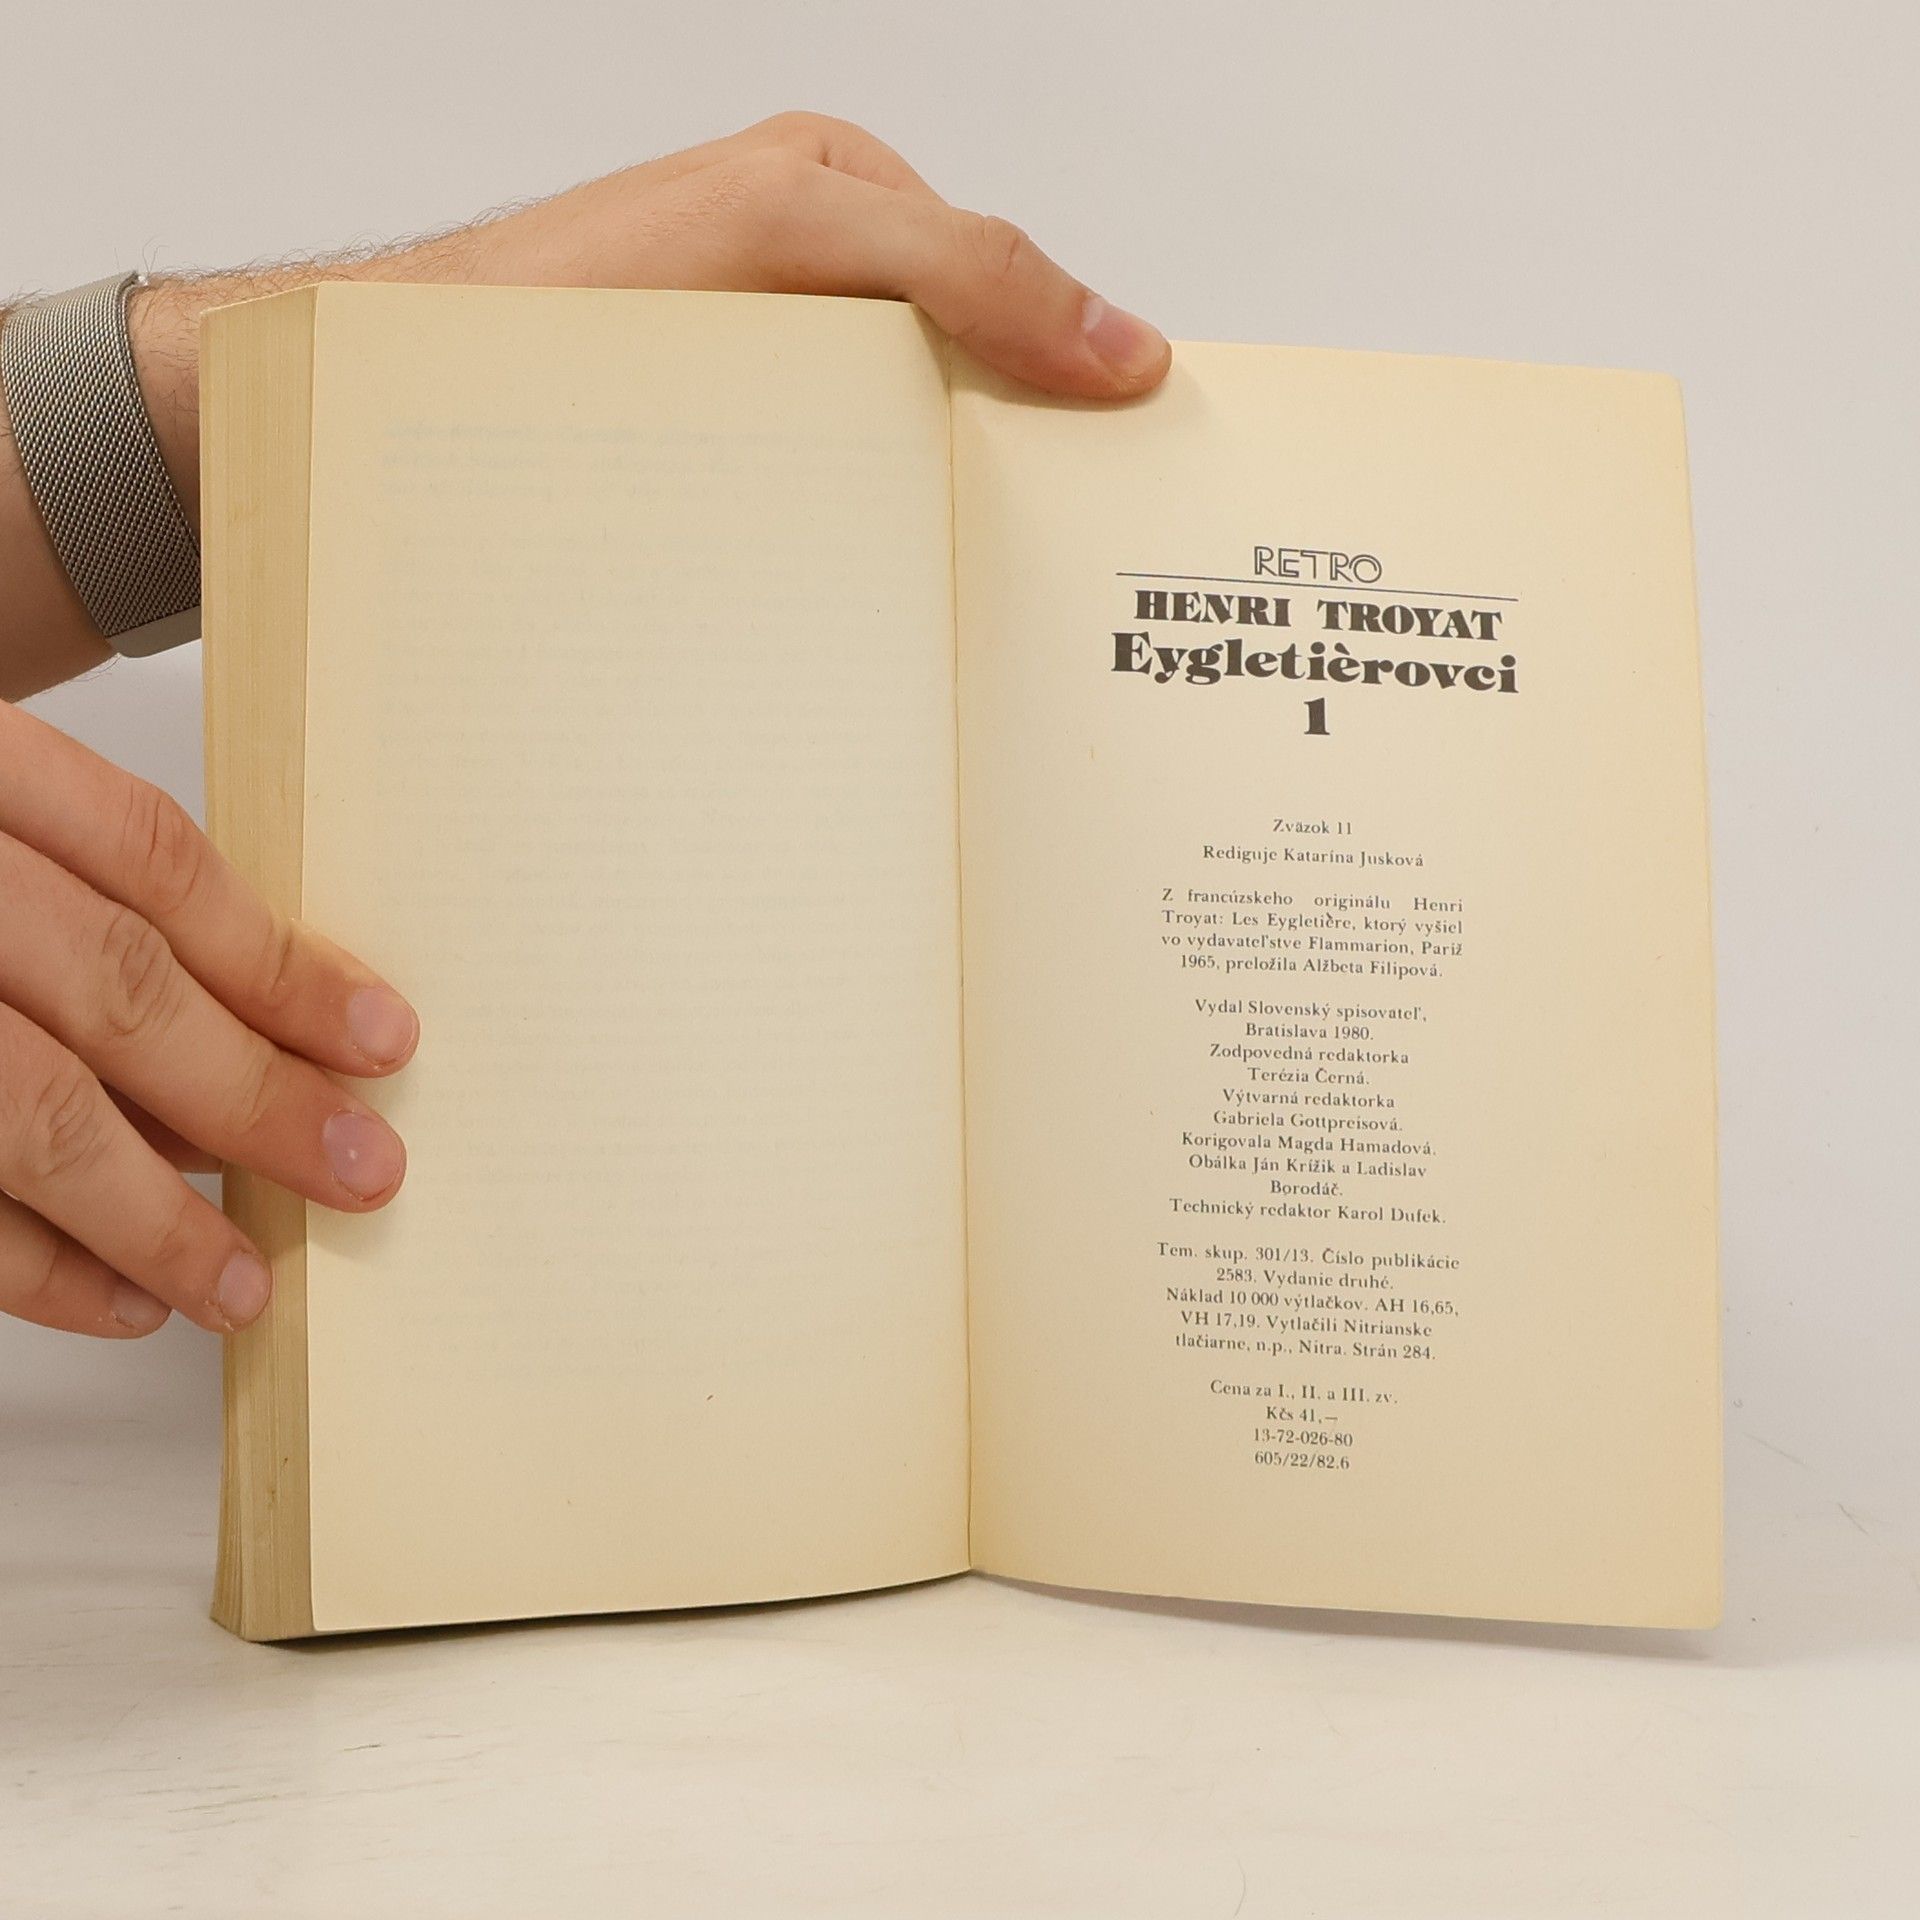 RETRO
HENRI TROYAT
Eygletièrovci
1
Zväzok 11
Rediguje Katarína Jusková
Z francúzskeho originálu Henri
Troyat: Les Eygletière, ktorý vyšiel
vo vydavateľstve Flammarion, Pariž
1965, preložila Alžbeta Filipová.
Vydal Slovenský spisovateľ,
Bratislava 1980.
Zodpovedná redaktorka
Terézia Černá.
Výtvarná redaktorka
Gabriela Gottpreisová.
Korigovala Magda Hamadová.
Obálka Ján Krížik a Ladislav
Borodáč.
Technický redaktor Karol Dufek.
Tem. skup. 301/13. Číslo publikácie
2583. Vydanie druhé.
Náklad 10 000 výtlačkov. AH 16,65,
VH 17,19. Vytlačili Nitrianske
tlačiarne, n.p., Nitra. Strán 284.
Cena za I., II. a III. zv.
Kčs 41,—
13-72-026-80
605/22/82.6